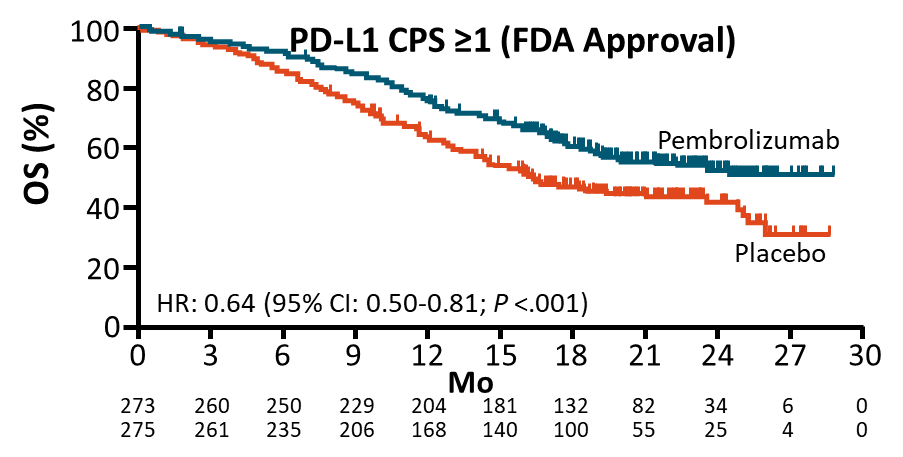 PD-L1 CPS ≥1 (FDA Approval)
OS (%)
100
80
60
40
20
0
Pembrolizumab
Placebo
HR: 0.64 (95% CI: 0.50-0.81; P <.001)
0 3 6 9 12 15 18 21 24 27 30
Mo
273 260 250 229 204 181 132 82 34 6 0
275 261 235 206 168 140 100 55 25 4 0